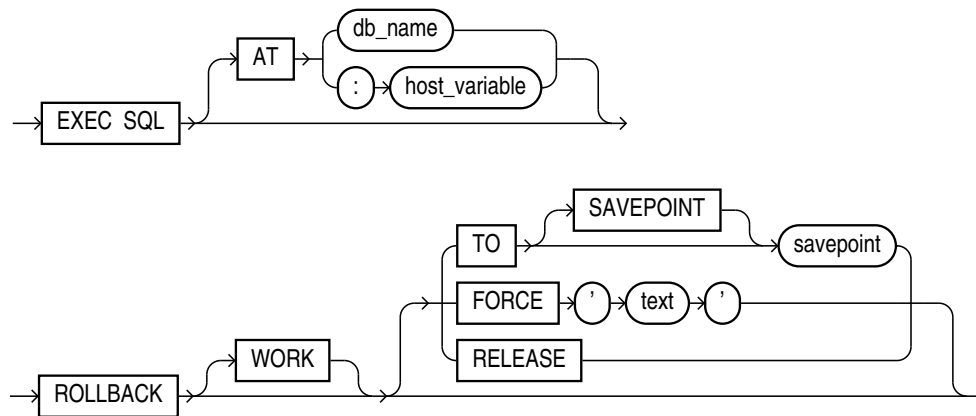 db_name
AT
: host_variable
EXEC SQL
SAVEPOINT
TO savepoint
FORCE ' text '
WORK RELEASE
ROLLBACK